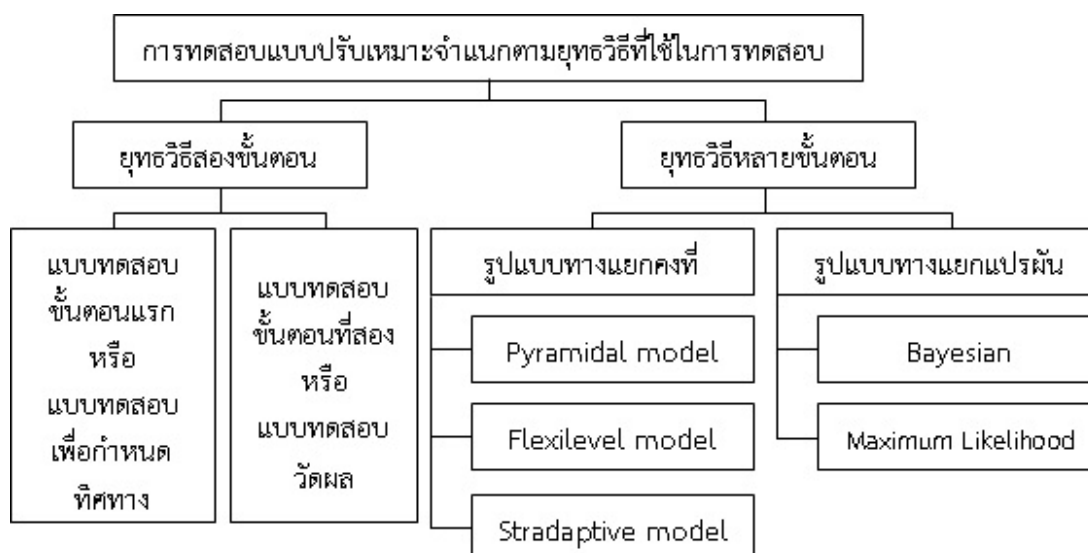 การทดสอบแบบปรับเหมาะจำแนกตามยุทธวิธีที่ใช้ในการทดสอบ
ยุทธวิธีสองขั้นตอน
ยุทธวิธีหลายขั้นตอน
แบบทดสอบ
ขั้นตอนแรก
หรือ
แบบทดสอบ
เพื่อกำหนด
ทิศทาง
แบบทดสอบ
ขั้นตอนที่สอง
หรือ
แบบทดสอบ
วัดผล
รูปแบบทางแยกคงที่
Pyramidal model
Flexilevel model
Stradaptive model
รูปแบบทางแยกแปรผัน
Bayesian
Maximum Likelihood